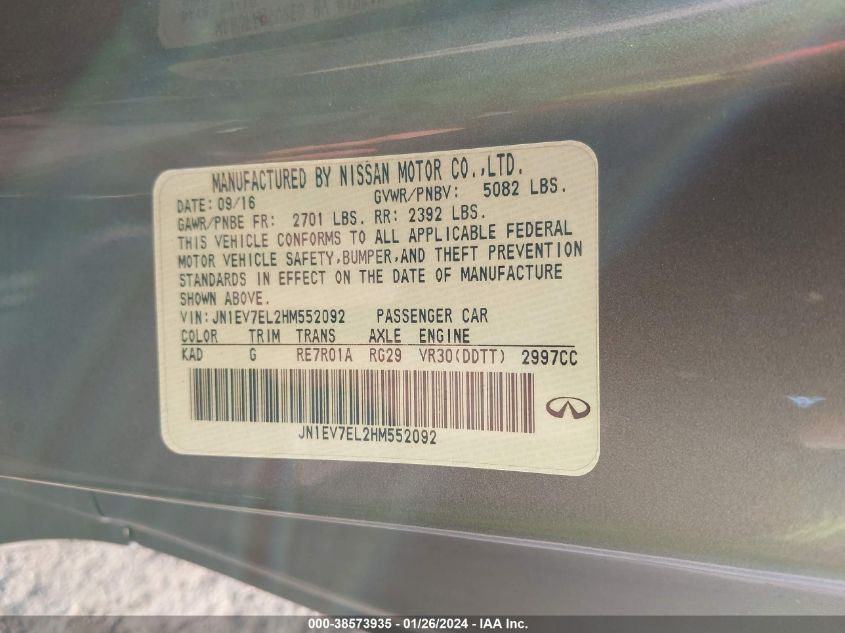 MANUFACTURED BY NISSAN MOTOR CO.,LTD.
DATE: 09/16 GVWR/PNBV: 5082 LBS.
GAWR/PNBE FR: 2701 LBS. RR: 2392 LBS.
THIS VEHICLE CONFORMS TO ALL APPLICABLE FEDERAL
MOTOR VEHICLE SAFETY,BUMPER,AND THEFT PREVENTION
STANDARDS IN EFFECT ON THE DATE OF MANUFACTURE
SHOWN ABOVE.
VIN: JN1EV7EL2HM552092 PASSENGER CAR
COLOR TRIM TRANS AXLE ENGINE
KAD G RE7R01A RG29 VR30(DDTT) 2997CC
JN1EV7EL2HM552092
000-38573935 - 01/26/2024 - IAA Inc.